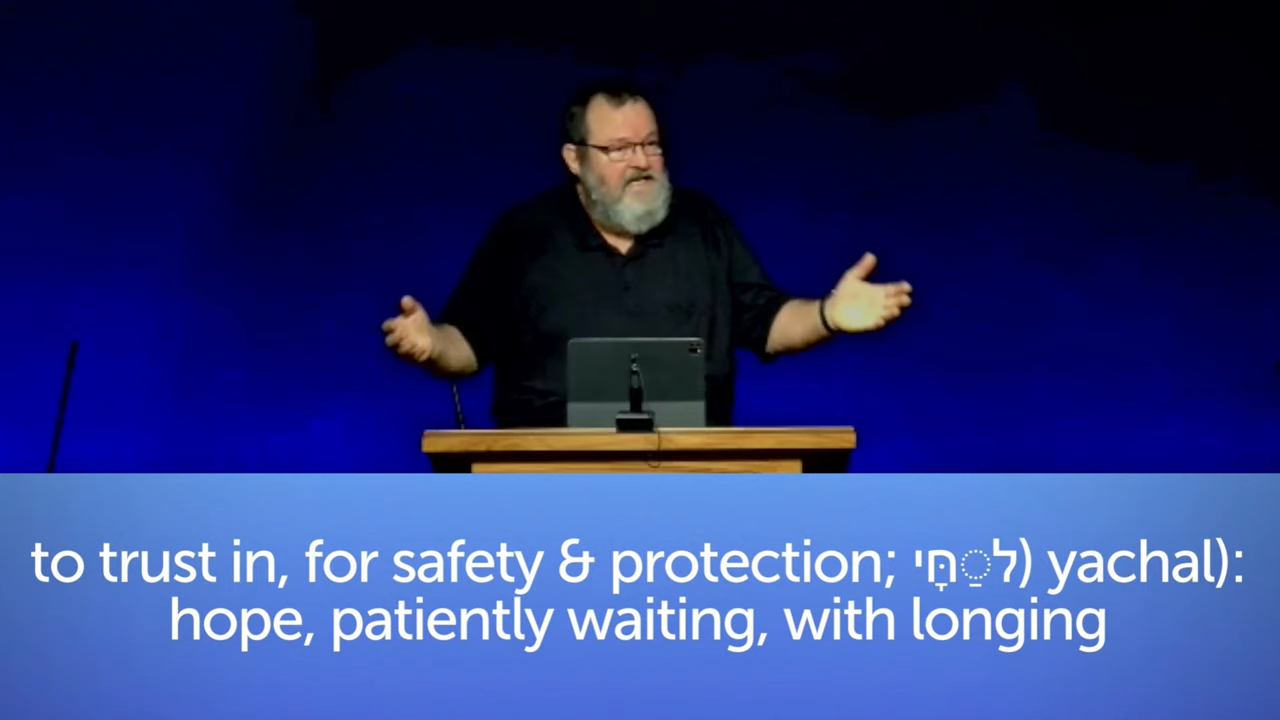 to trust in, for safety & protection; ל◌ַחָּי) yachal):
hope, patiently waiting, with longing